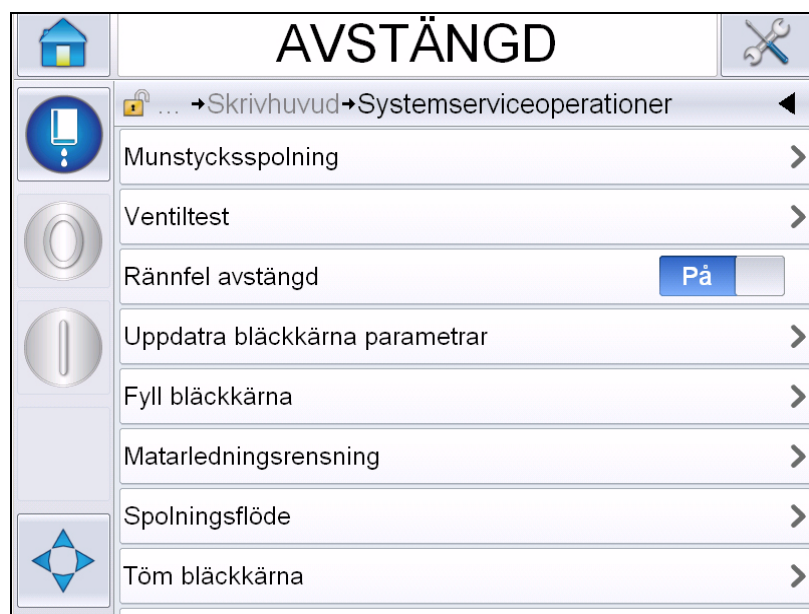 AVSTÄNGD
... →Skrivhuvud→Systemserviceoperationer
Munstycksspolning
Ventiltest
Rännfel avstängd På
Uppdatra bläckkärna parametrar
Fyll bläckkärna
Matarledningsrensning
Spolningsflöde
Töm bläckkärna